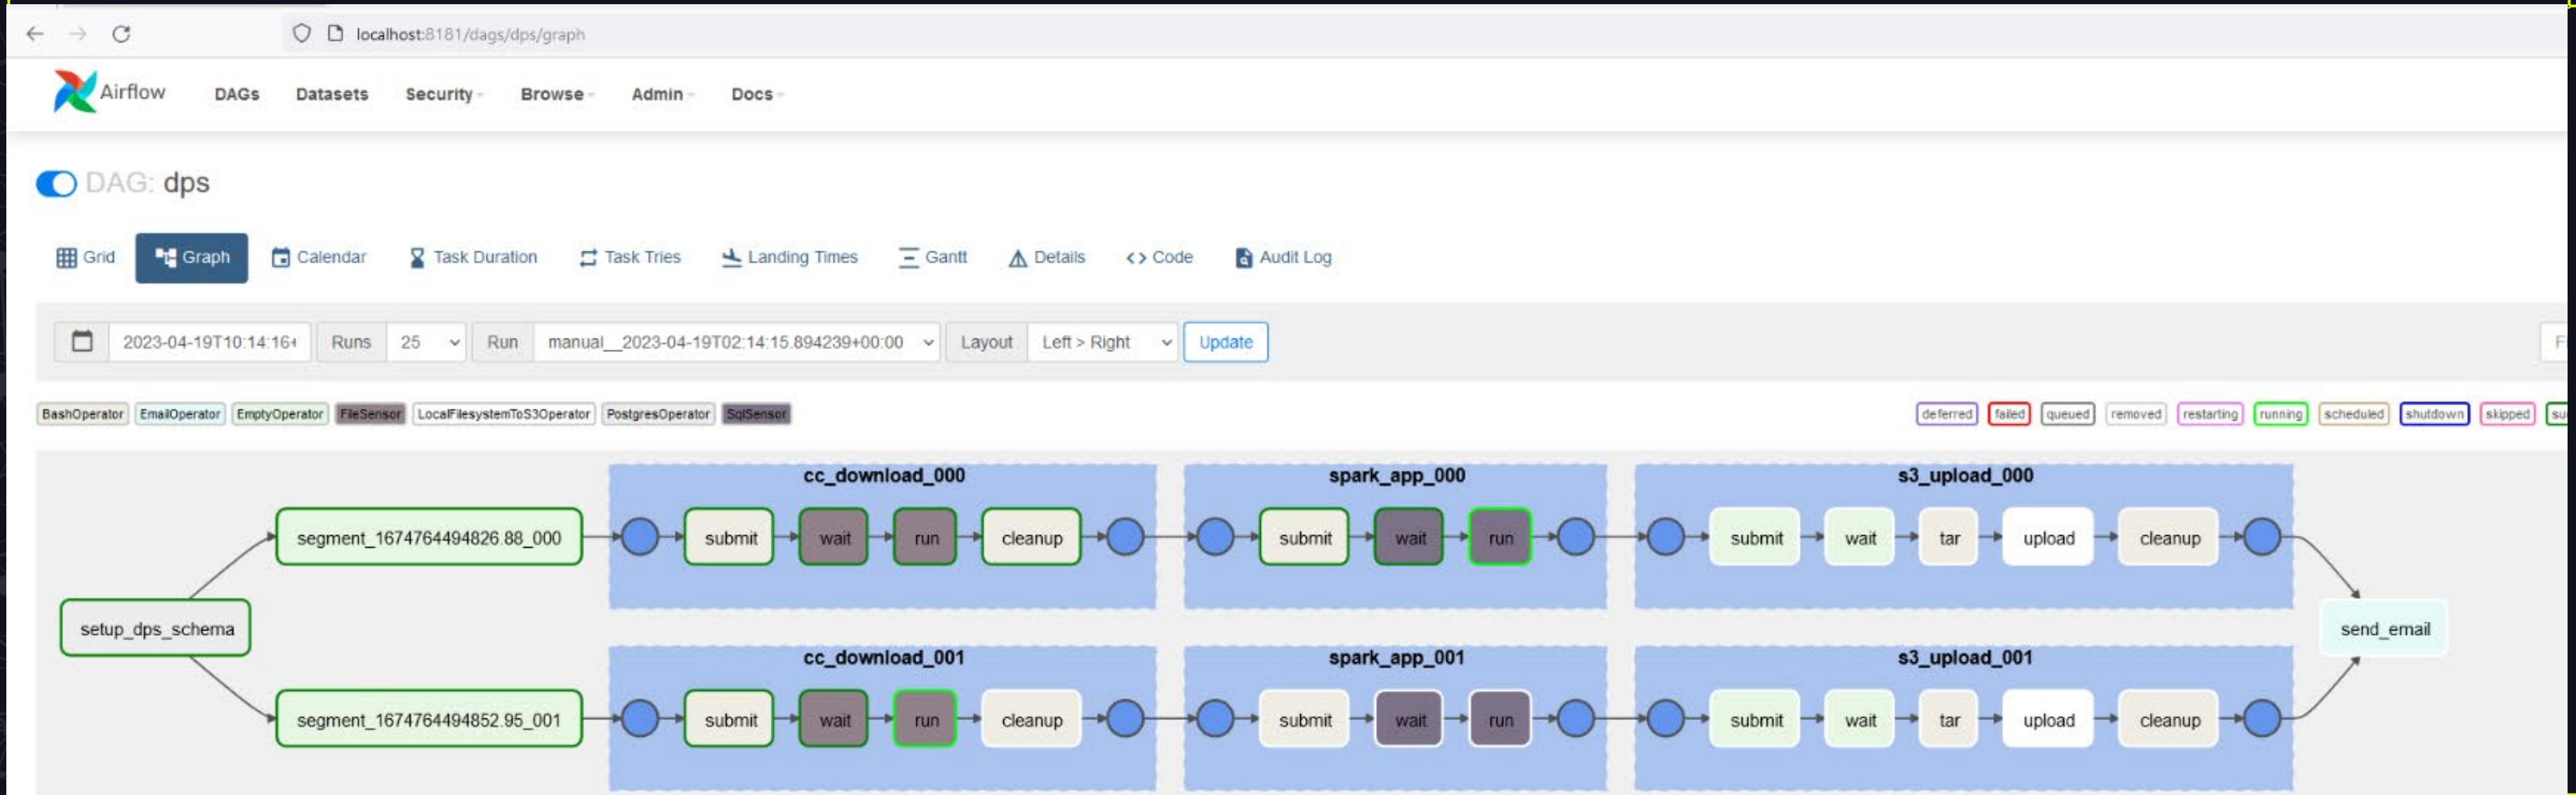 localhost:8181/dags/dps/graph
Airflow DAGs Datasets Security Browse Admin Docs
DAG: dps
Grid Graph Calendar Task Duration Task Tries Landing Times Gantt Details <> Code Audit Log
2023-04-19T10:14:16+ Runs 25 Run manual__2023-04-19T02:14:15.894239+00:00 Layout Left > Right Update
BashOperator EmailOperator EmptyOperator FileSensor LocalFilesystemToS3Operator PostgresOperator SqlSensor deferred failed queued removed restarting running scheduled shutdown skipped
cc_download_000 spark_app_000 s3_upload_000
segment_1674764494826.88_000 submit wait run cleanup submit wait run submit wait tar upload cleanup
setup_dps_schema send_email
cc_download_001 spark_app_001 s3_upload_001
segment_1674764494852.95_001 submit wait run cleanup submit wait run submit wait tar upload cleanup